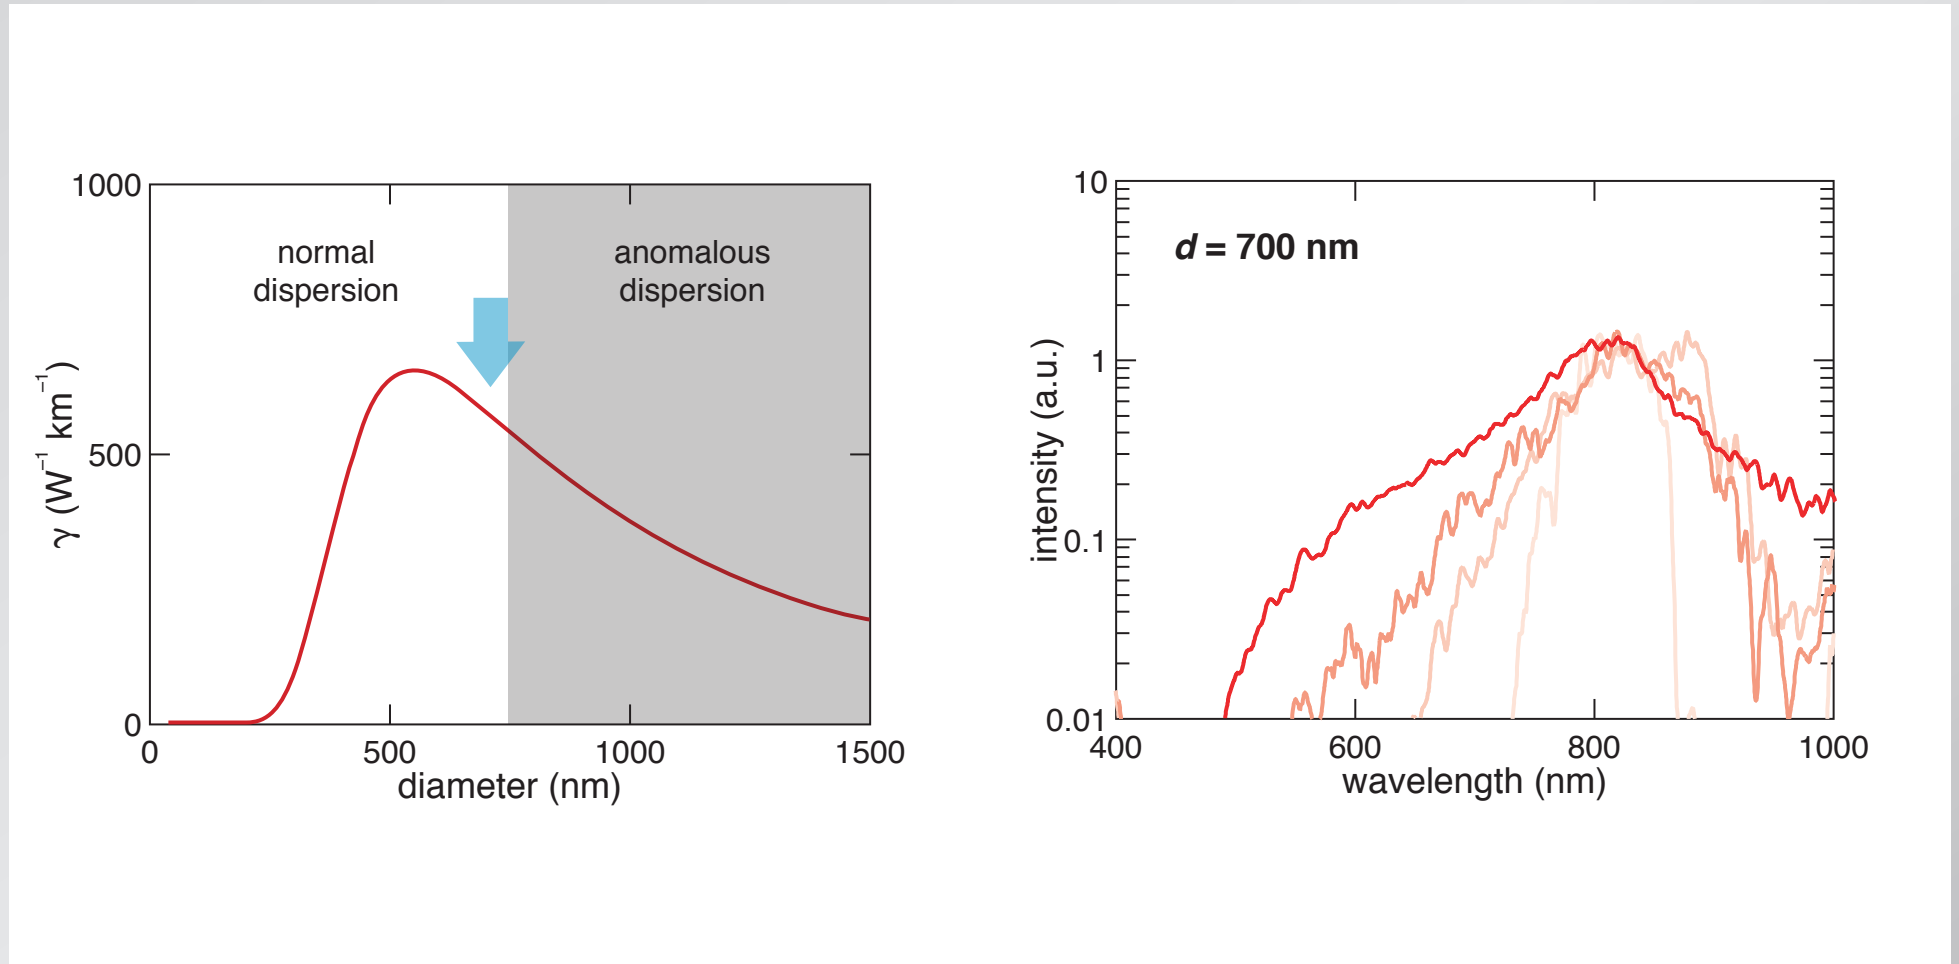 1000
500
0
0
500
1000
1500
normal
dispersion
anomalous
dispersion
γ (W⁻¹ km⁻¹)
diameter (nm)
10
1
0.1
0.01
400
600
800
1000
d = 700 nm
intensity (a.u.)
wavelength (nm)